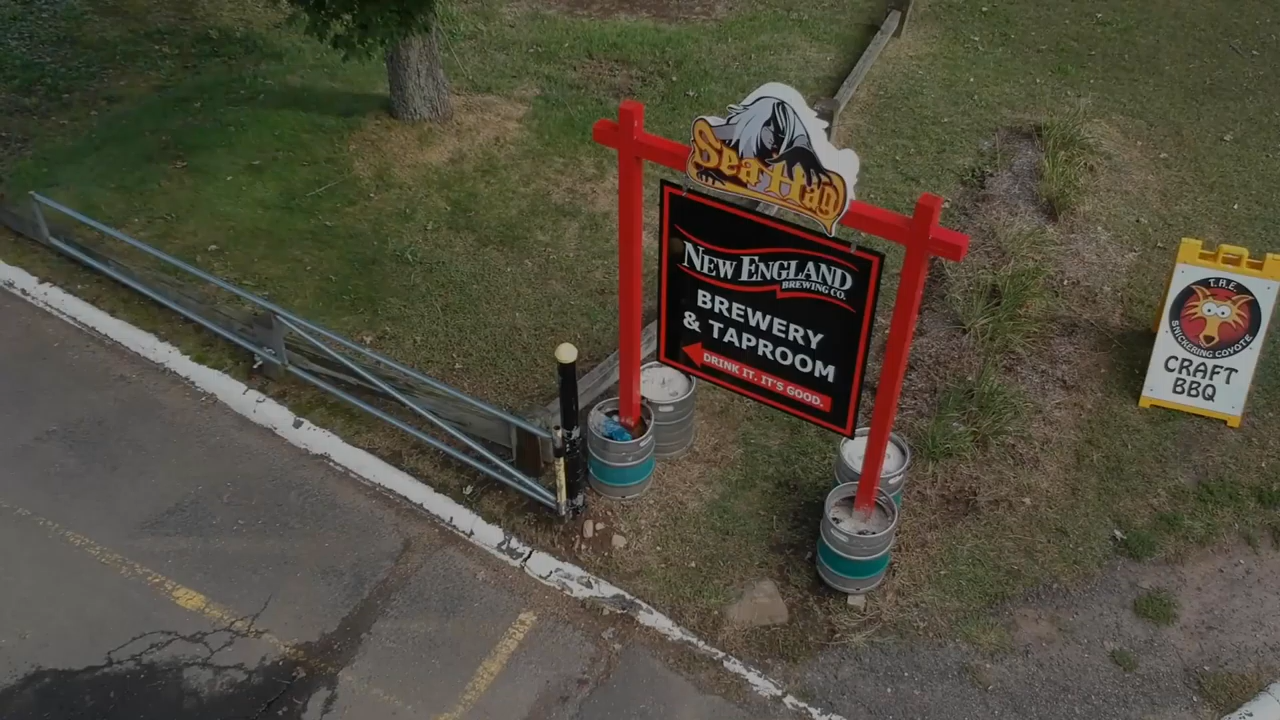 Sea Hag
NEW ENGLAND
BREWING CO.
BREWERY
& TAPROOM
DRINK IT. IT'S GOOD.
T.H.E.
SNICKERING COYOTE
CRAFT
BBQ